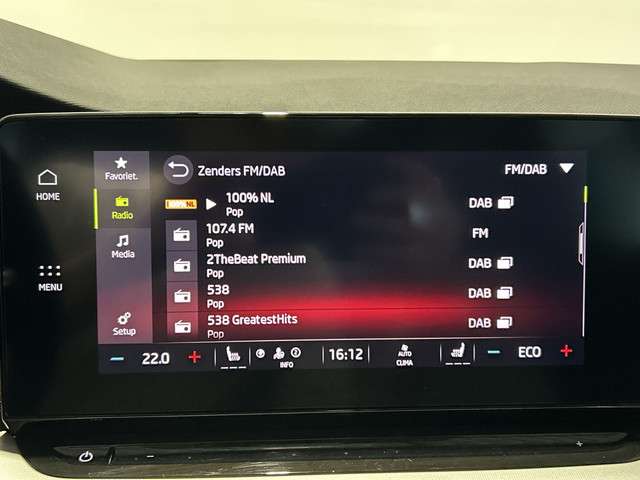 Favoriet.
Zenders FM/DAB
FM/DAB
HOME
100%NL
100% NL
DAB
Radio
Pop
107.4 FM
FM
Pop
Media
2TheBeat Premium
DAB
Pop
MENU
538
DAB
Pop
Setup
538 GreatestHits
DAB
Pop
22.0
INFO
16:12
AUTO
CLIMA
ECO